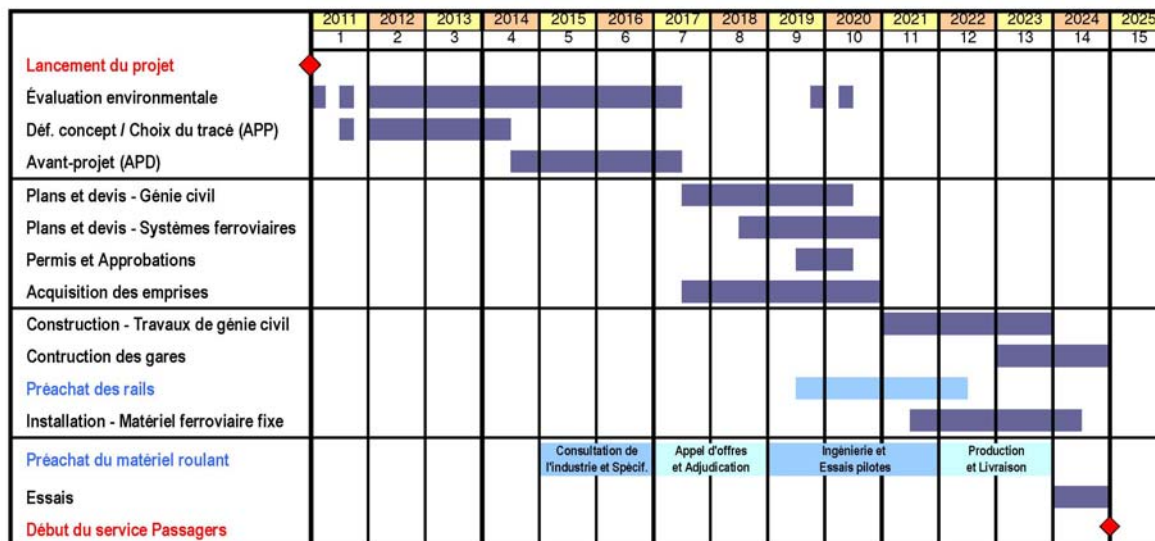 2011 2012 2013 2014 2015 2016 2017 2018 2019 2020 2021 2022 2023 2024 2025
1 2 3 4 5 6 7 8 9 10 11 12 13 14 15
Lancement du projet
Évaluation environmentale
Déf. concept / Choix du tracé (APP)
Avant-projet (APD)
Plans et devis - Génie civil
Plans et devis - Systèmes ferroviaires
Permis et Approbations
Acquisition des emprises
Construction - Travaux de génie civil
Contruction des gares
Préachat des rails
Installation - Matériel ferroviaire fixe
Préachat du matériel roulant
Consultation de
l'industrie et Spécif.
Appel d'offres
et Adjudication
Ingénierie et
Essais pilotes
Production
et Livraison
Essais
Début du service Passagers